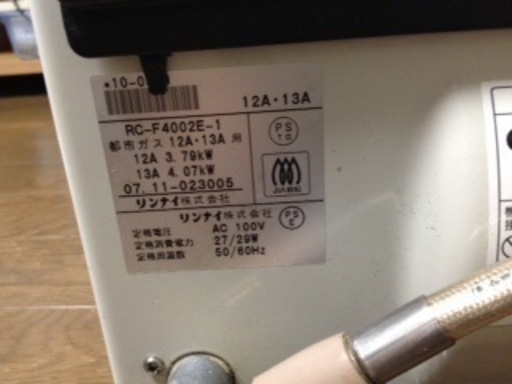 *10-0
12A・13A
RC-F4002E-1
都市ガス 12A・13A 用
12A 3.79kW
13A 4.07kW
07.11-023005
リンナイ株式会社
PS
TG
JIA
リンナイ株式会社
PS
E
定格電圧 AC 100V
定格消費電力 27/29W
定格周波数 50/60Hz